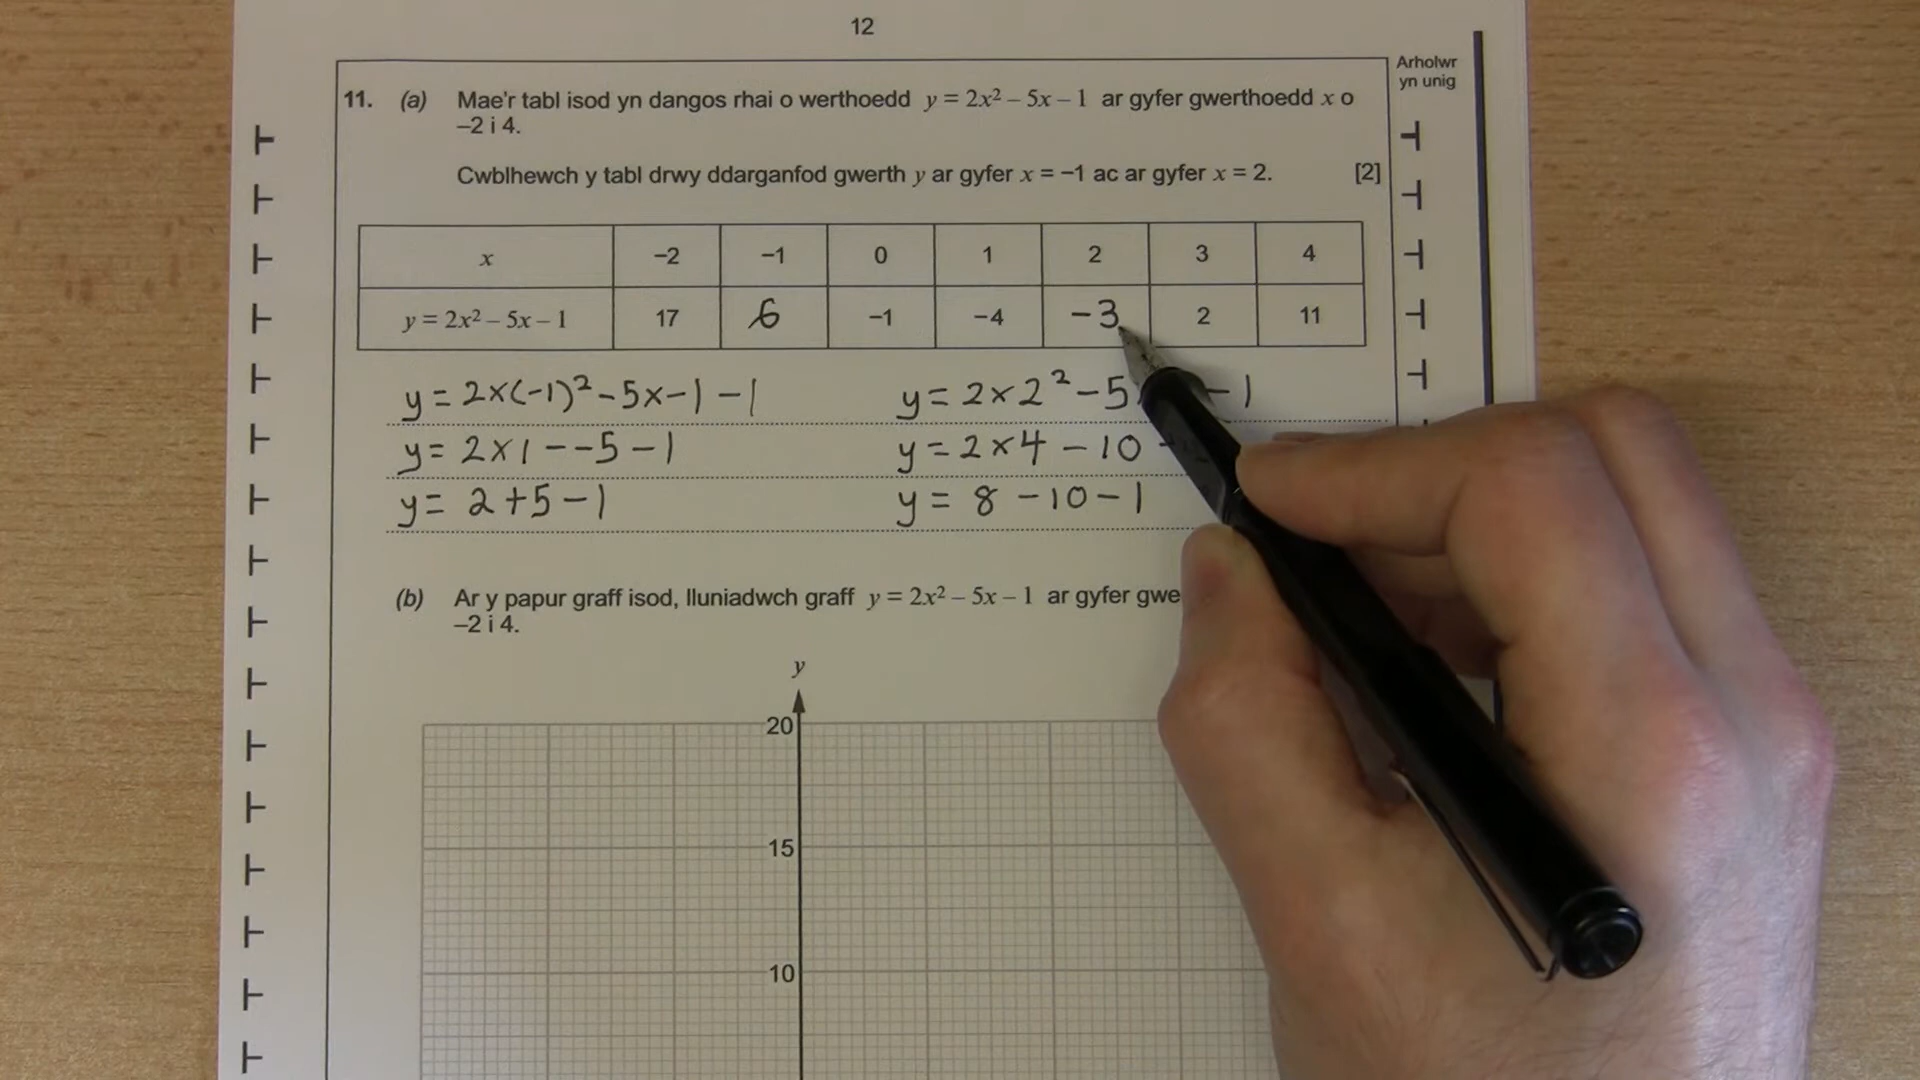 12
Arholwr
yn unig
11. (a) Mae'r tabl isod yn dangos rhai o werthoedd y = 2x² – 5x – 1 ar gyfer gwerthoedd x o
–2 i 4.
Cwblhewch y tabl drwy ddarganfod gwerth y ar gyfer x = –1 ac ar gyfer x = 2. [2]
x –2 –1 0 1 2 3 4
y = 2x² – 5x – 1 17 6 –1 –4 -3 2 11
y = 2×(-1)² - 5×-1 - 1
y = 2×1 - -5 - 1
y = 2+5-1
y = 2×2² - 5 - 1
y = 2×4 - 10 -
y = 8 - 10 - 1
(b) Ar y papur graff isod, lluniadwch graff y = 2x² – 5x – 1 ar gyfer
–2 i 4.
y
20
15
10